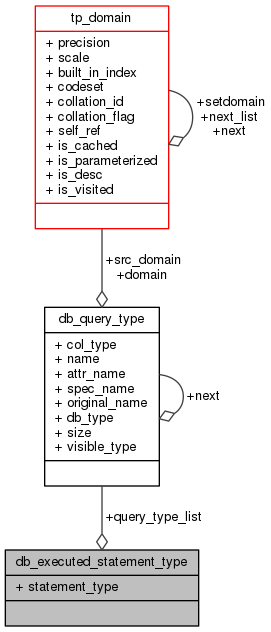 tp_domain
+ precision
+ scale
+ built_in_index
+ codeset
+ collation_id
+ collation_flag
+ self_ref
+ is_cached
+ is_parameterized
+ is_desc
+ is_visited
+setdomain
+next_list
+next
+src_domain
+domain
db_query_type
+ col_type
+ name
+ attr_name
+ spec_name
+ original_name
+ db_type
+ size
+ visible_type
+next
+query_type_list
db_executed_statement_type
+ statement_type